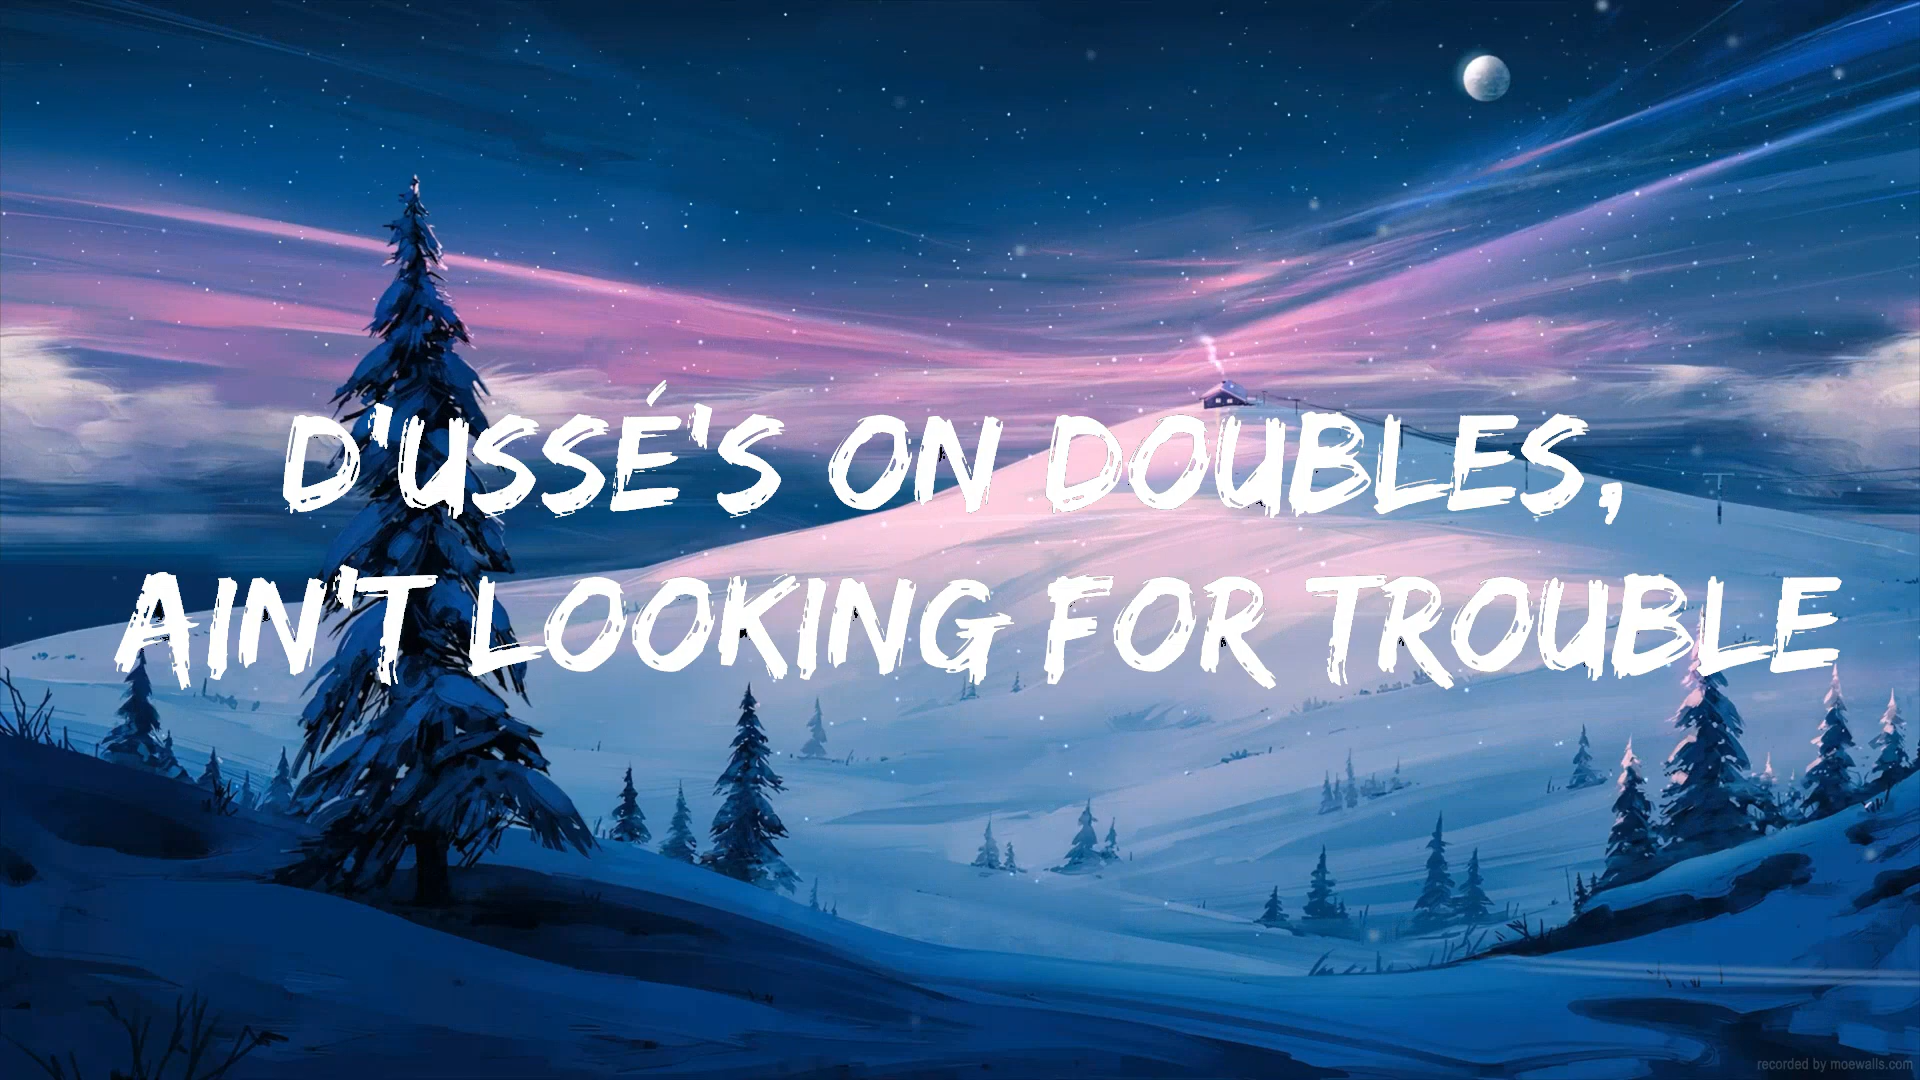 D'USSÉ'S ON DOUBLES,
AIN'T LOOKING FOR TROUBLE
recorded by moewalls.com